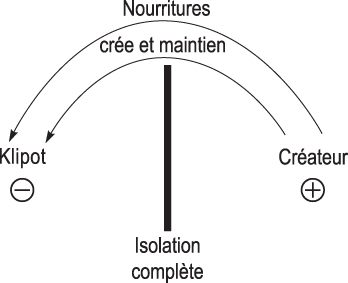 Nourritures
crée et maintien
Klipot
Créateur
−
+
Isolation
complète